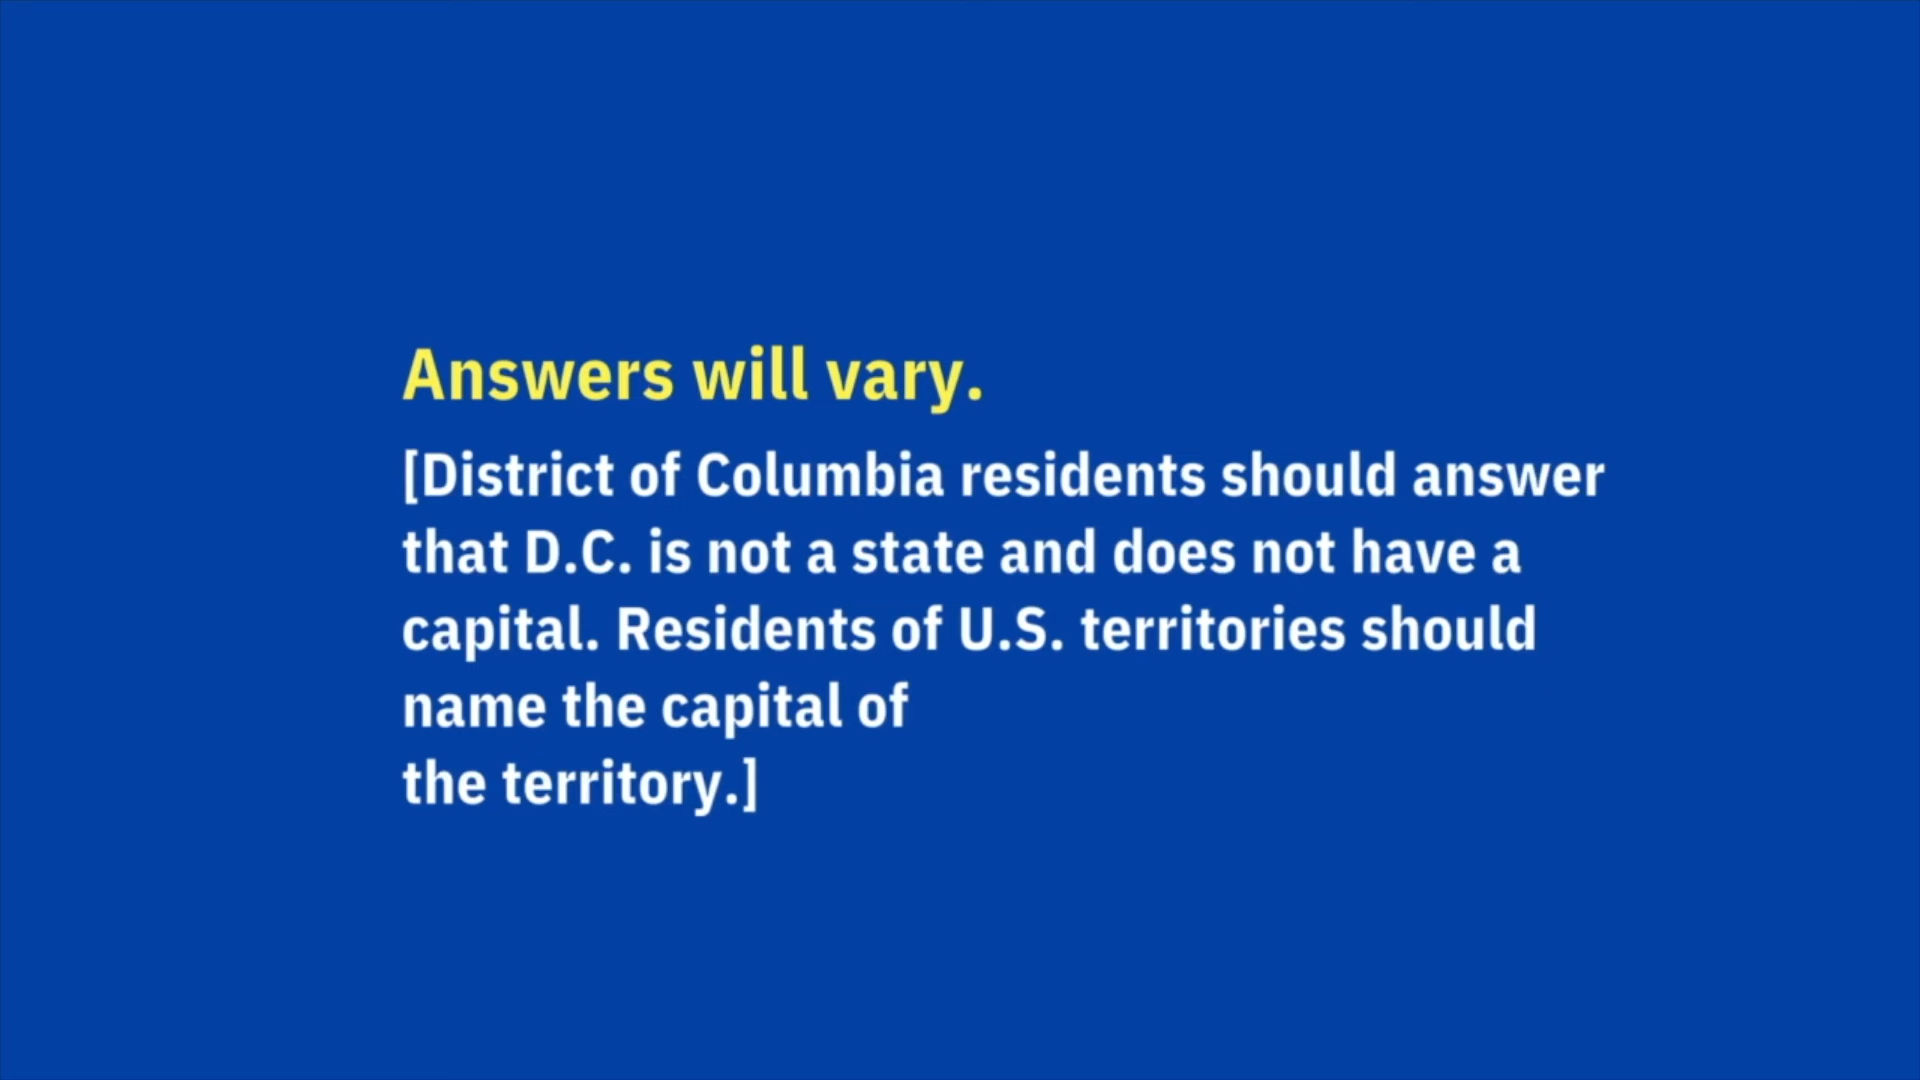 Answers will vary.
[District of Columbia residents should answer
that D.C. is not a state and does not have a
capital. Residents of U.S. territories should
name the capital of
the territory.]